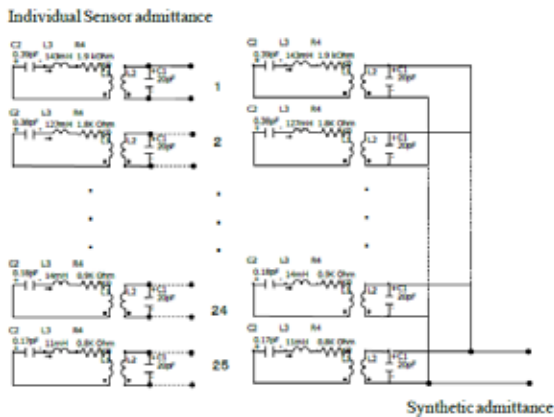 Individual Sensor admittance
C2 L3 R4
0.39pF 143mH 1.9 kOhm
L2 C1
20pF
1
C2 L3 R4
0.39pF 143mH 1.9 kOhm
L2 C1
20pF
C2 L3 R4
0.38pF 127mH 1.8K Ohm
L2 C1
20pF
2
C2 L3 R4
0.38pF 127mH 1.8K Ohm
L2 C1
20pF
C2 L3 R4
0.18pF 14mH 0.9K Ohm
L2 C1
20pF
24
C2 L3 R4
0.18pF 14mH 0.9K Ohm
L2 C1
20pF
C2 L3 R4
0.17pF 11mH 0.8K Ohm
L2 C1
20pF
25
C2 L3 R4
0.17pF 11mH 0.8K Ohm
L2 C1
20pF
Synthetic admittance